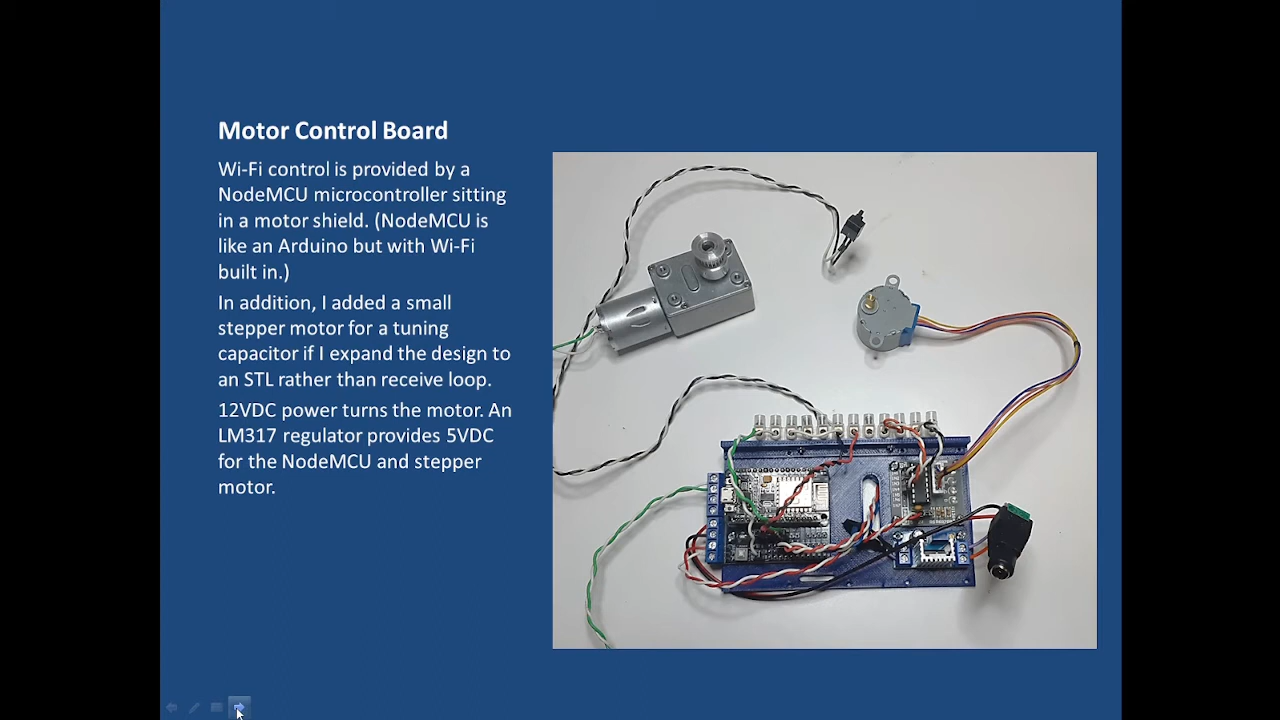 Motor Control Board
Wi-Fi control is provided by a
NodeMCU microcontroller sitting
in a motor shield. (NodeMCU is
like an Arduino but with Wi-Fi
built in.)
In addition, I added a small
stepper motor for a tuning
capacitor if I expand the design to
an STL rather than receive loop.
12VDC power turns the motor. An
LM317 regulator provides 5VDC
for the NodeMCU and stepper
motor.